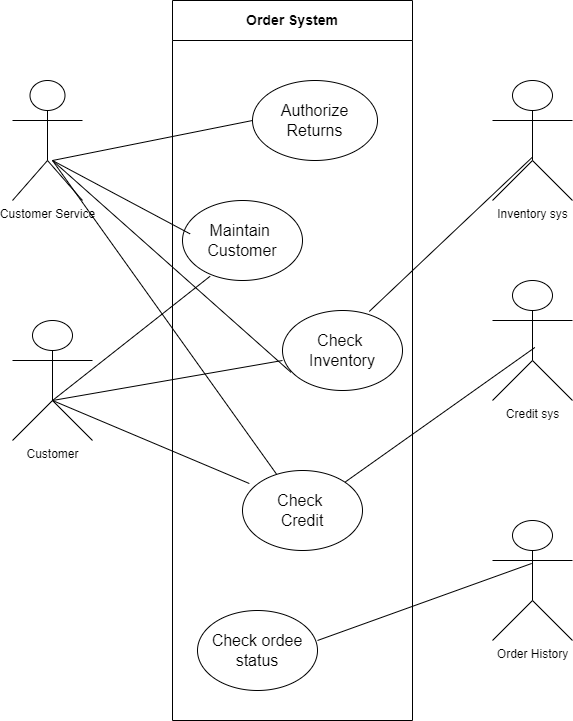 Order System
Authorize
Returns
Customer Service
Inventory sys
Maintain
Customer
Check
Inventory
Credit sys
Customer
Check
Credit
Check ordee
status
Order History